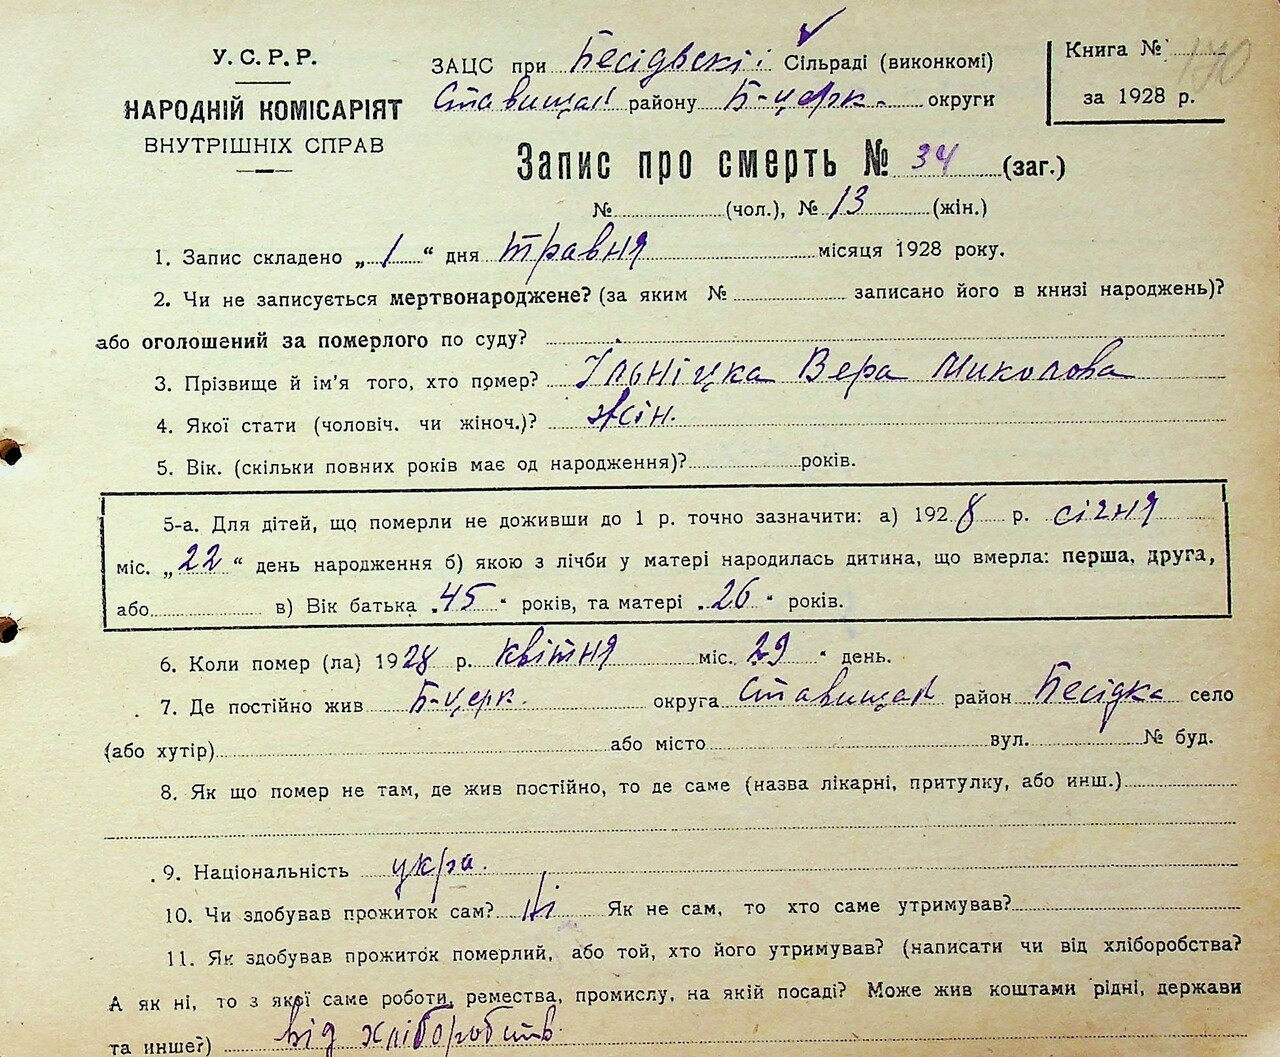 У. С. Р. Р.
НАРОДНІЙ КОМІСАРІЯТ
ВНУТРІШНІХ СПРАВ
ЗАЦС при Бесідвскі Сільраді (виконкомі)
Ставищан району Б-церк. округи
Книга № 170
за 1928 р.
Запис про смерть № 34 (заг.)
№ (чол.), № 13 (жін.)
1. Запис складено „1“ дня травня місяця 1928 року.
2. Чи не записується мертвонароджене? (за яким № записано його в книзі народжень)?
або оголошений за померлого по суду?
3. Прізвище й ім'я того, хто помер? Ільніцка Вера Миколова
4. Якої стати (чоловіч. чи жіноч.)? жін.
5. Вік. (скільки повних років має од народження)? років.
5-а. Для дітей, що померли не доживши до 1 р. точно зазначити: а) 1928 р. січня
міс. „22“ день народження б) якою з лічби у матері народилась дитина, що вмерла: перша, друга,
або в) Вік батька „45“ років, та матері „26“ років.
6. Коли помер (ла) 1928 р. квітня міс. 29 “ день.
7. Де постійно жив Б-церк. округа Ставищан район Бесідка село
(або хутір) або місто вул. № буд.
8. Як що помер не там, де жив постійно, то де саме (назва лікарні, притулку, або инш.)
9. Національність укра.
10. Чи здобував прожиток сам? Ні Як не сам, то хто саме утримував?
11. Як здобував прожиток померлий, або той, хто його утримував? (написати чи від хліборобства?
А як ні, то з якої саме роботи, ремества, промислу, на якій посаді? Може жив коштами рідні, держави
та инше?) від хліборобств.